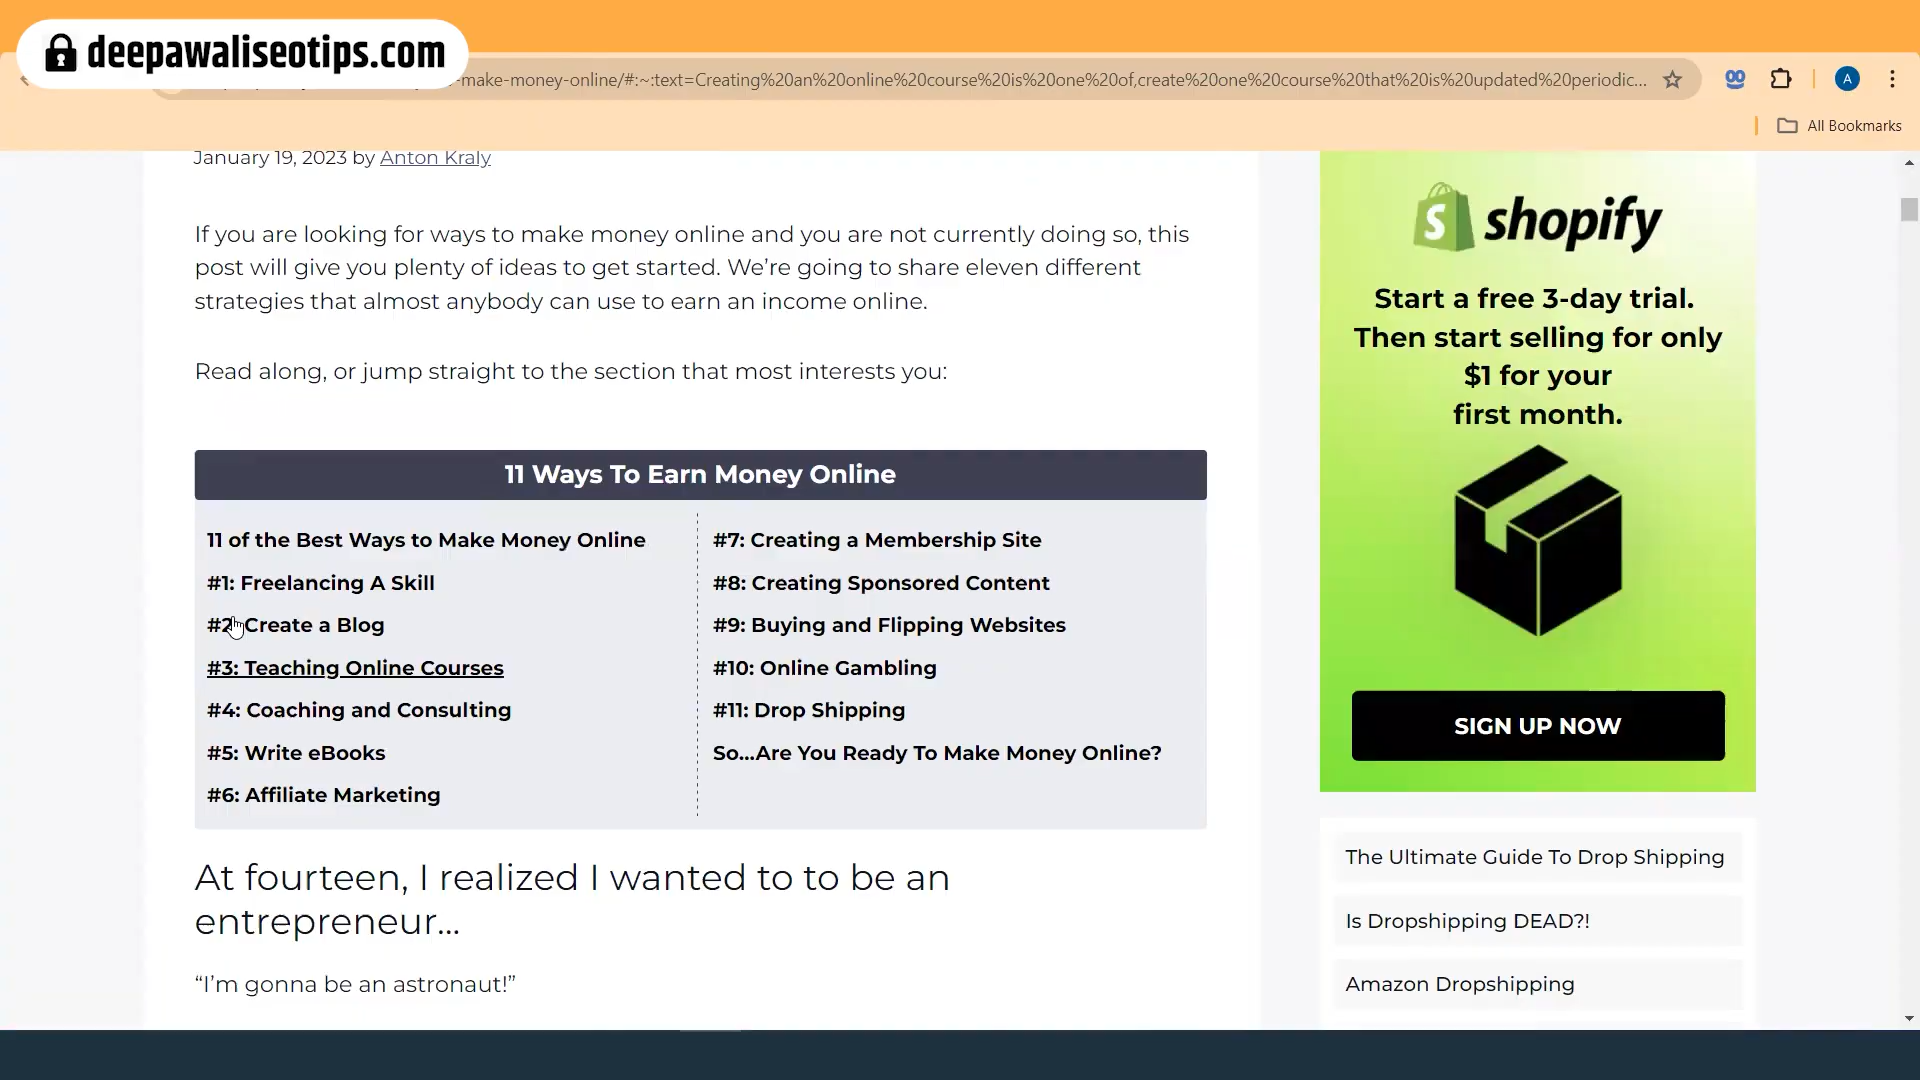 deepawaliseotips.com
-make-money-online/#:~:text=Creating%20an%20online%20course%20is%20one%20of,create%20one%20course%20that%20is%20updated%20periodic...
A
All Bookmarks
January 19, 2023 by Anton Kraly
If you are looking for ways to make money online and you are not currently doing so, this
post will give you plenty of ideas to get started. We’re going to share eleven different
strategies that almost anybody can use to earn an income online.
Read along, or jump straight to the section that most interests you:
11 Ways To Earn Money Online
11 of the Best Ways to Make Money Online
#1: Freelancing A Skill
#2: Create a Blog
#3: Teaching Online Courses
#4: Coaching and Consulting
#5: Write eBooks
#6: Affiliate Marketing
#7: Creating a Membership Site
#8: Creating Sponsored Content
#9: Buying and Flipping Websites
#10: Online Gambling
#11: Drop Shipping
So...Are You Ready To Make Money Online?
At fourteen, I realized I wanted to to be an
entrepreneur...
“I’m gonna be an astronaut!”
shopify
Start a free 3-day trial.
Then start selling for only
$1 for your
first month.
SIGN UP NOW
The Ultimate Guide To Drop Shipping
Is Dropshipping DEAD?!
Amazon Dropshipping